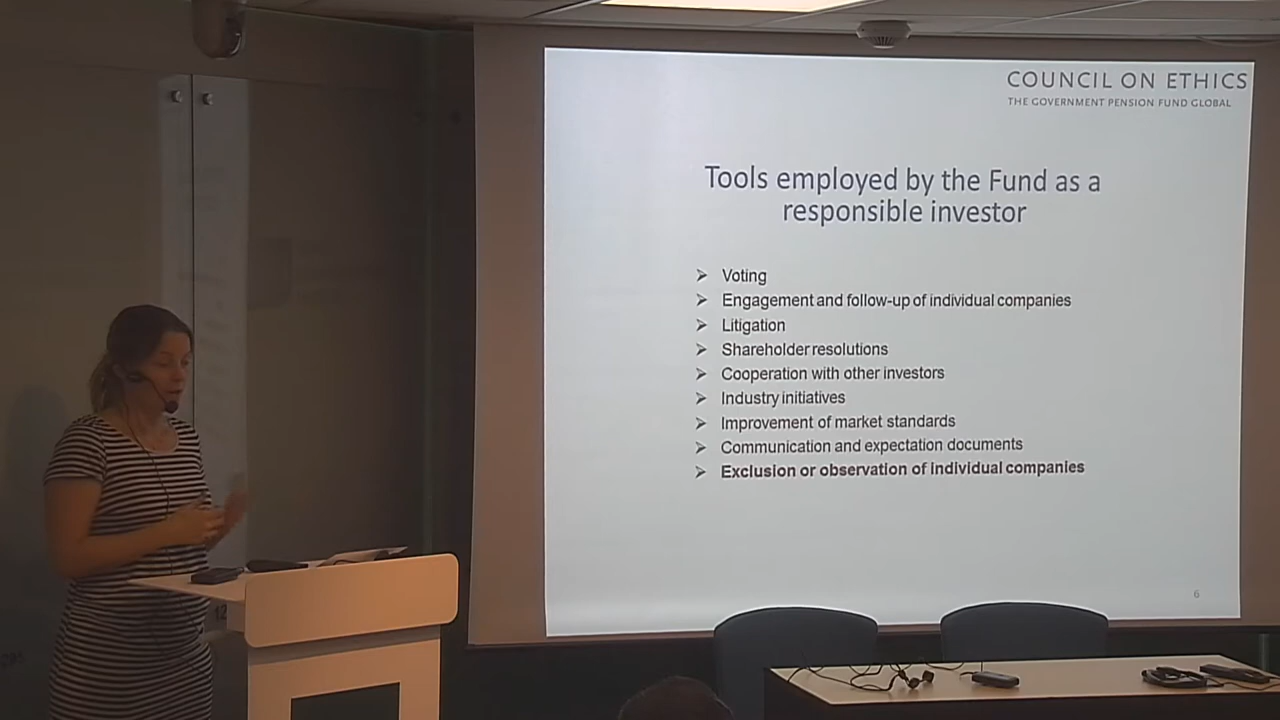 COUNCIL ON ETHICS
THE GOVERNMENT PENSION FUND GLOBAL
Tools employed by the Fund as a
responsible investor
➢ Voting
➢ Engagement and follow-up of individual companies
➢ Litigation
➢ Shareholder resolutions
➢ Cooperation with other investors
➢ Industry initiatives
➢ Improvement of market standards
➢ Communication and expectation documents
➢ Exclusion or observation of individual companies
6